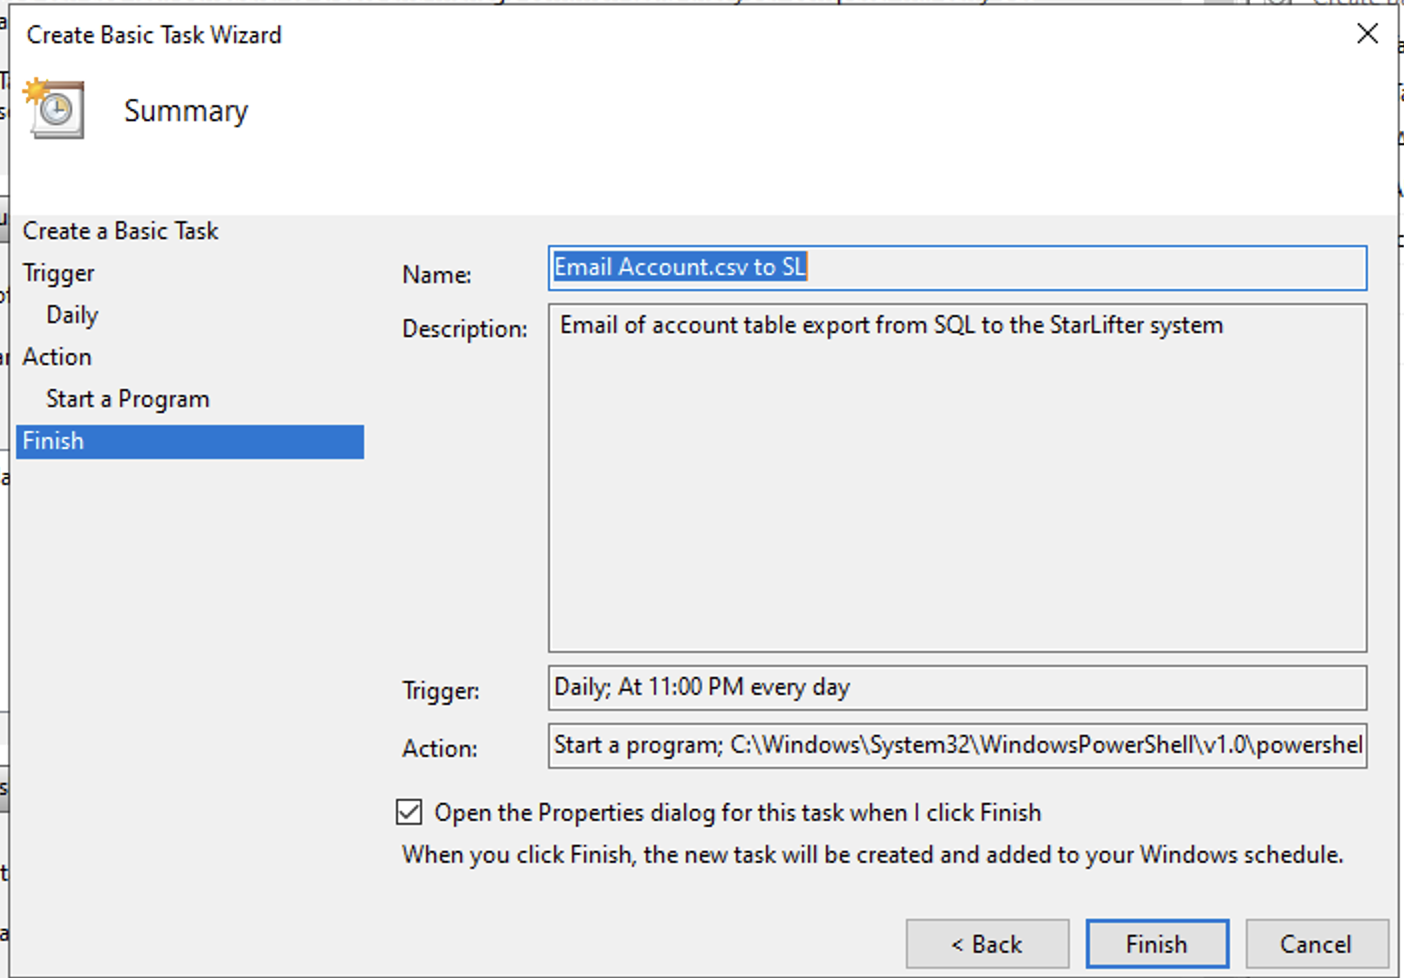 Create Basic Task Wizard
Summary
Create a Basic Task
Trigger
Daily
Action
Start a Program
Finish
Name:
Email Account.csv to SL
Description:
Email of account table export from SQL to the StarLifter system
Trigger:
Daily; At 11:00 PM every day
Action:
Start a program; C:\Windows\System32\WindowsPowerShell\v1.0\powershel
Open the Properties dialog for this task when I click Finish
When you click Finish, the new task will be created and added to your Windows schedule.
< Back
Finish
Cancel